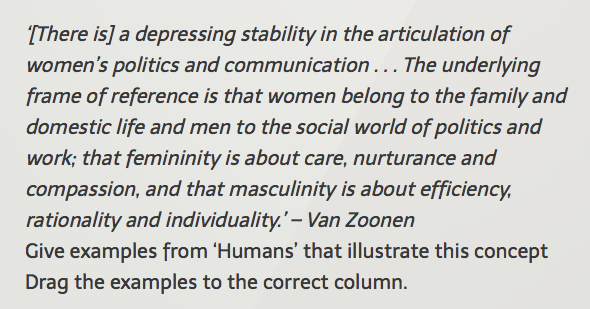 ‘[There is] a depressing stability in the articulation of
women’s politics and communication . . . The underlying
frame of reference is that women belong to the family and
domestic life and men to the social world of politics and
work; that femininity is about care, nurturance and
compassion, and that masculinity is about efficiency,
rationality and individuality.’ – Van Zoonen
Give examples from ‘Humans’ that illustrate this concept
Drag the examples to the correct column.